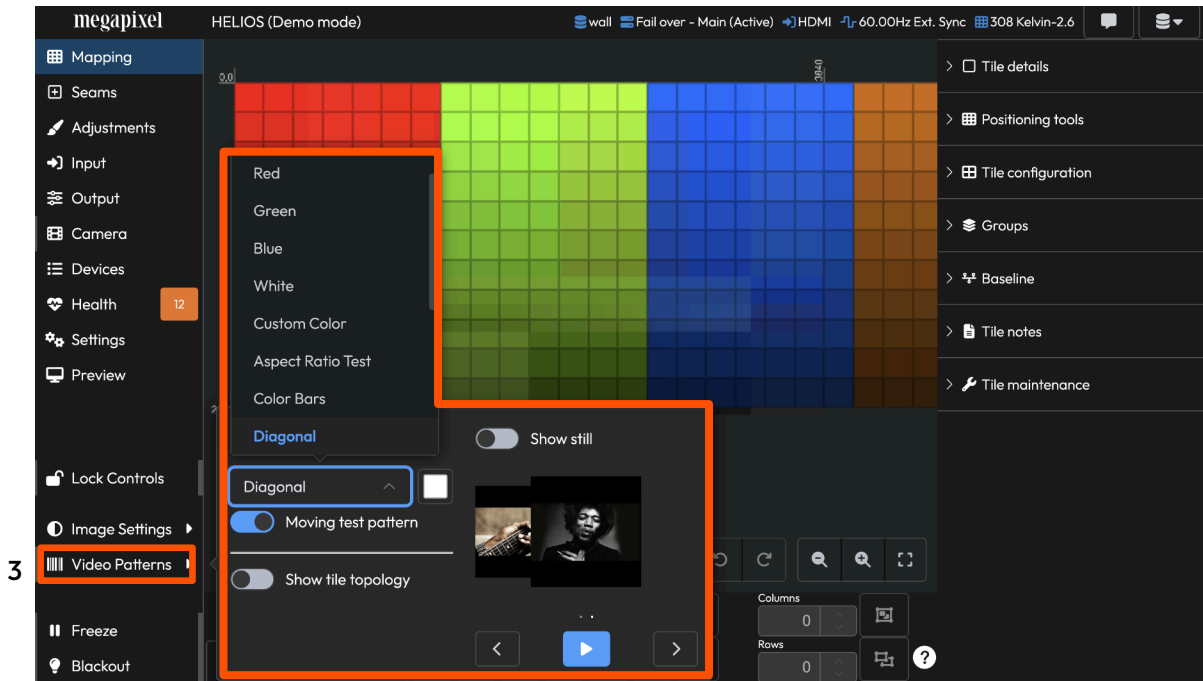 megapixel
HELIOS (Demo mode)
wall
Fail over - Main (Active)
HDMI
60.00Hz Ext. Sync
308 Kelvin-2.6
Mapping
Seams
Adjustments
Input
Output
Camera
Devices
Health
12
Settings
Preview
Lock Controls
Image Settings
3
Video Patterns
Freeze
Blackout
0,0
3840
Red
Green
Blue
White
Custom Color
Aspect Ratio Test
Color Bars
Diagonal
Diagonal
Moving test pattern
Show tile topology
Show still
Columns
0
Rows
0
?
Tile details
Positioning tools
Tile configuration
Groups
Baseline
Tile notes
Tile maintenance